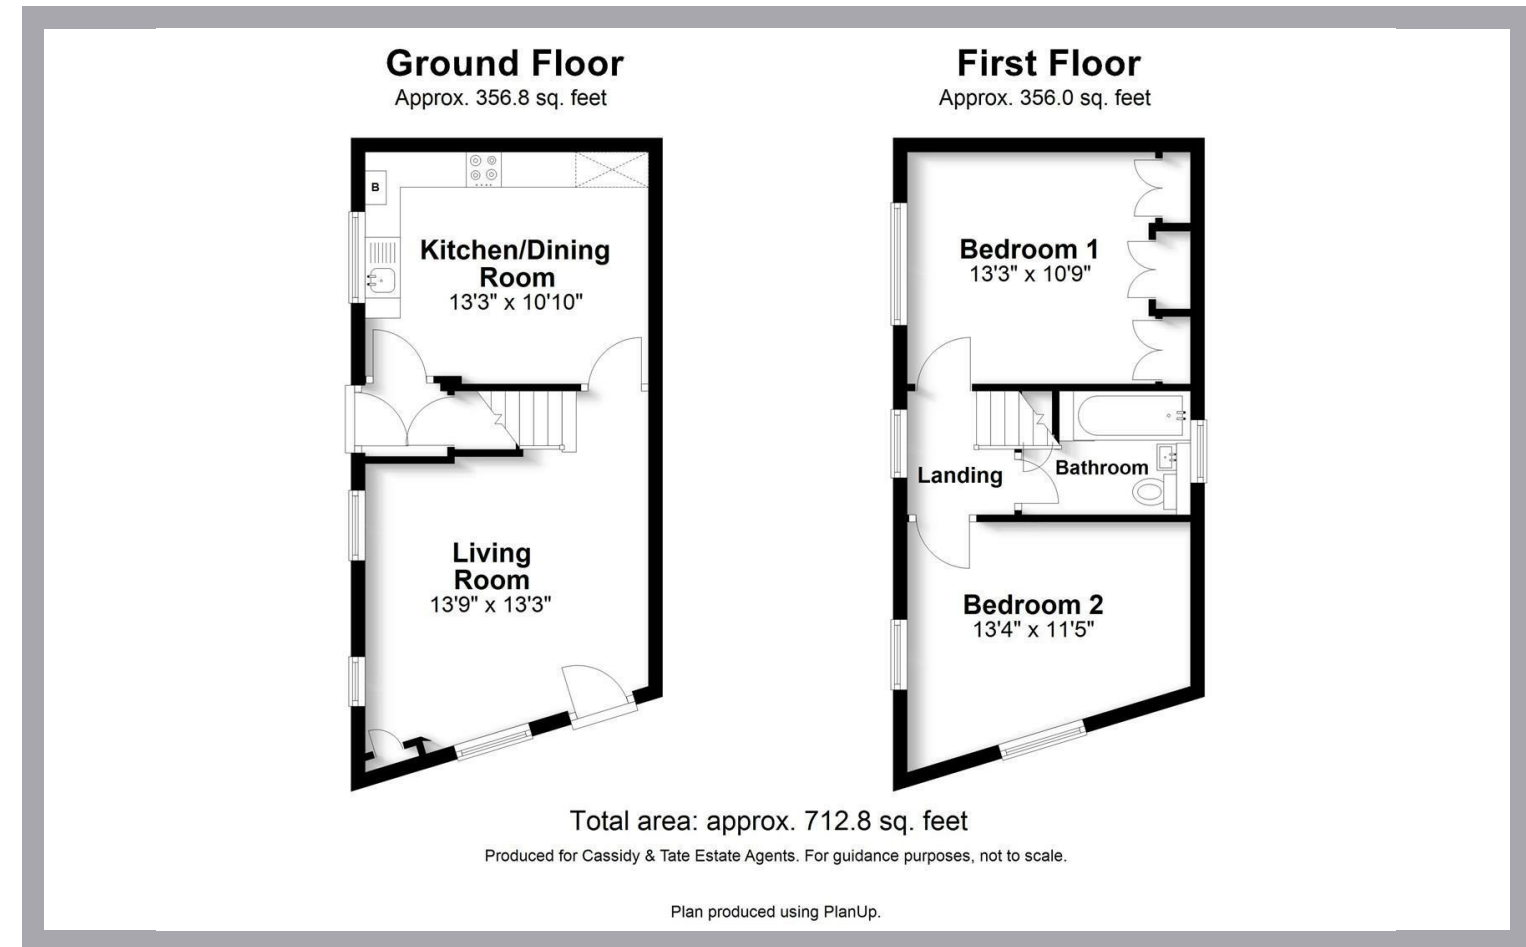 Ground Floor
Approx. 356.8 sq. feet
B
Kitchen/Dining
Room
13'3" x 10'10"
Living
Room
13'9" x 13'3"
First Floor
Approx. 356.0 sq. feet
Bedroom 1
13'3" x 10'9"
Landing
Bathroom
Bedroom 2
13'4" x 11'5"
Total area: approx. 712.8 sq. feet
Produced for Cassidy & Tate Estate Agents. For guidance purposes, not to scale.
Plan produced using PlanUp.